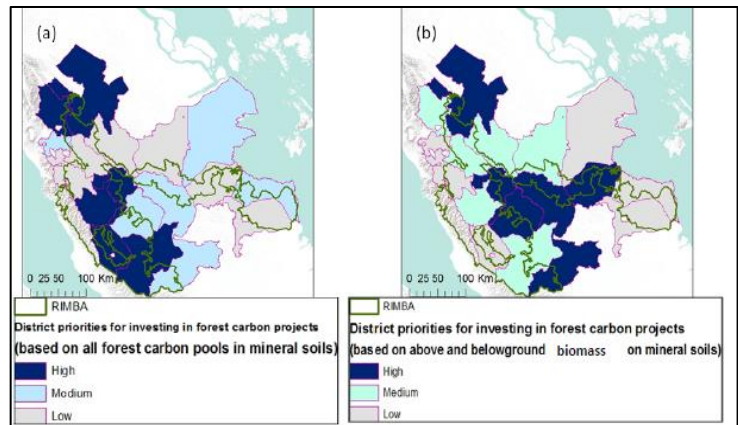 (a)
0 25 50 100 Km
RIMBA
District priorities for investing in forest carbon projects
(based on all forest carbon pools in mineral soils)
High
Modium
Low
(b)
0 25 50 100 Km
RIMBA
District priorities for investing in forest carbon projects
(based on above and belowground biomass on mineral soils)
High
Medium
Low